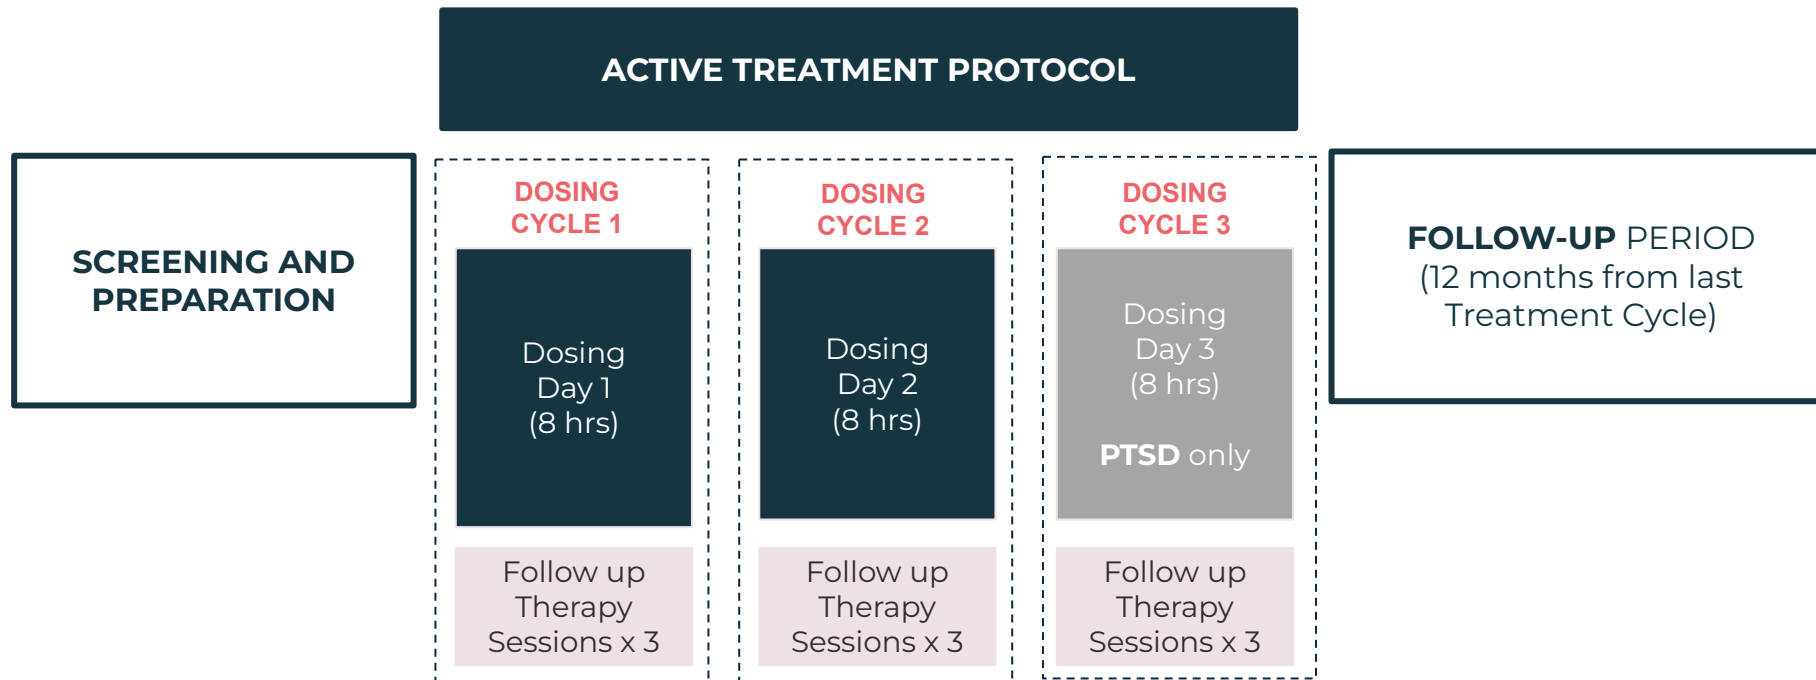 ACTIVE TREATMENT PROTOCOL
SCREENING AND
PREPARATION
DOSING
CYCLE 1
Dosing
Day 1
(8 hrs)
Follow up
Therapy
Sessions x 3
DOSING
CYCLE 2
Dosing
Day 2
(8 hrs)
Follow up
Therapy
Sessions x 3
DOSING
CYCLE 3
Dosing
Day 3
(8 hrs)
PTSD only
Follow up
Therapy
Sessions x 3
FOLLOW-UP PERIOD
(12 months from last
Treatment Cycle)